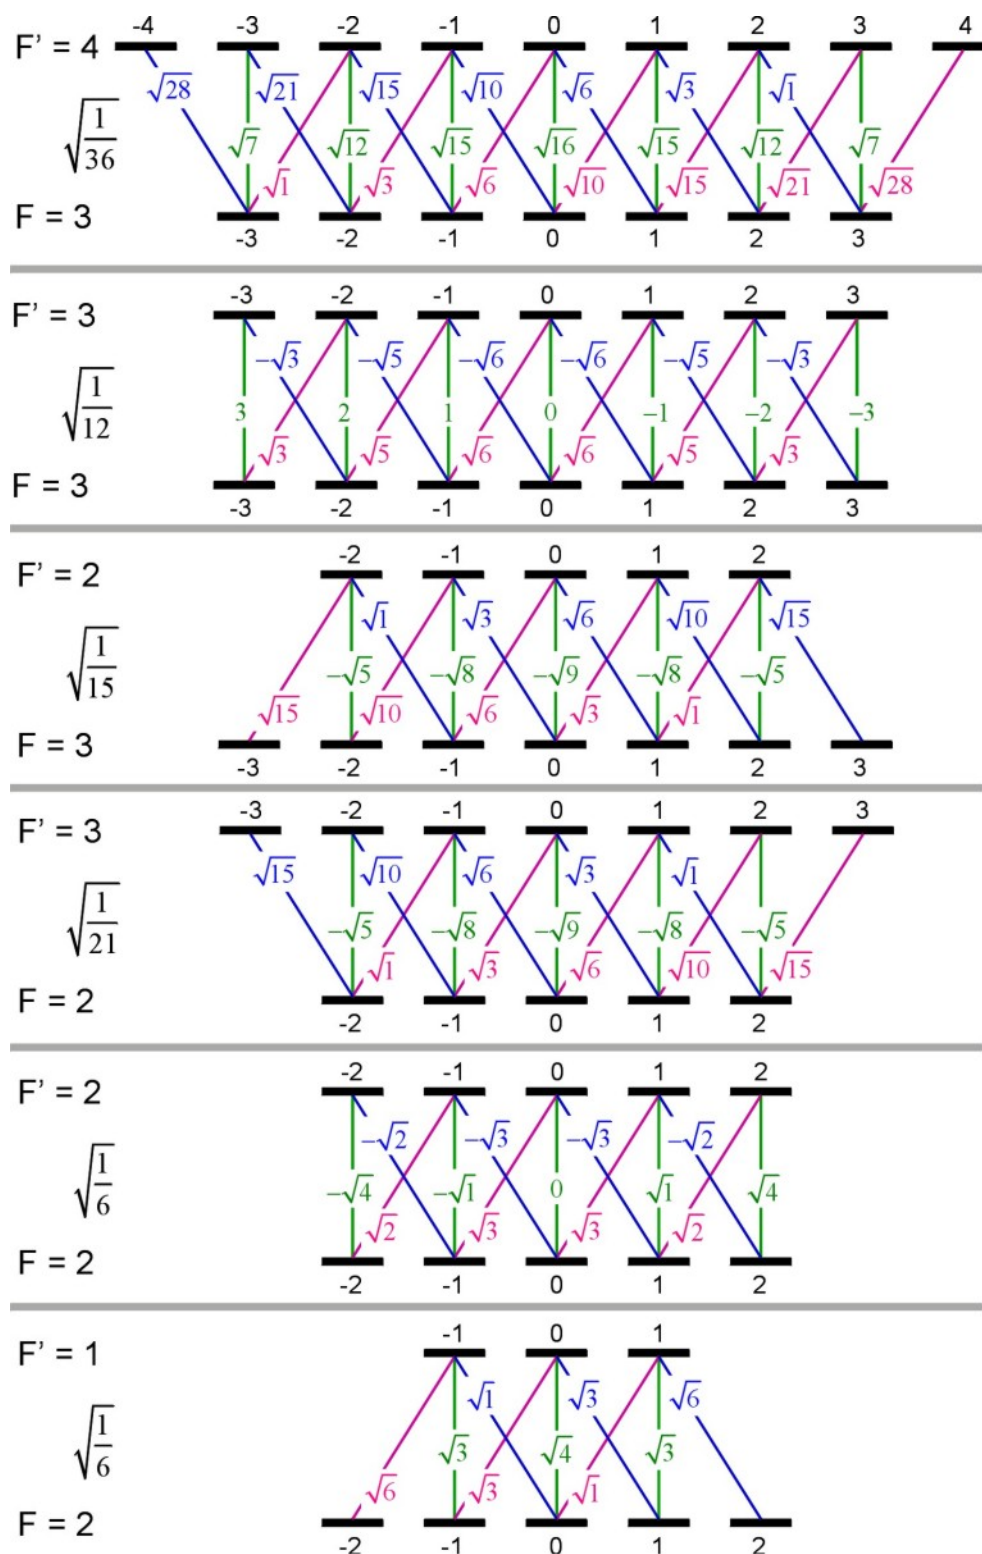 -4 -3 -2 -1 0 1 2 3 4
F' = 4
√28 √21 √15 √10 √6 √3 √1
√(1/36)
√7 √12 √15 √16 √15 √12 √7
√1 √3 √6 √10 √15 √21 √28
F = 3
-3 -2 -1 0 1 2 3
-3 -2 -1 0 1 2 3
F' = 3
−√3 −√5 −√6 −√6 −√5 −√3
√(1/12)
3 2 1 0 −1 −2 −3
√3 √5 √6 √6 √5 √3
F = 3
-3 -2 -1 0 1 2 3
-2 -1 0 1 2
F' = 2
√1 √3 √6 √10 √15
√(1/15)
−√5 −√8 −√9 −√8 −√5
√15 √10 √6 √3 √1
F = 3
-3 -2 -1 0 1 2 3
-3 -2 -1 0 1 2 3
F' = 3
√15 √10 √6 √3 √1
√(1/21)
−√5 −√8 −√9 −√8 −√5
√1 √3 √6 √10 √15
F = 2
-2 -1 0 1 2
-2 -1 0 1 2
F' = 2
−√2 −√3 −√3 −√2
√(1/6)
−√4 −√1 0 √1 √4
√2 √3 √3 √2
F = 2
-2 -1 0 1 2
-1 0 1
F' = 1
√1 √3 √6
√(1/6)
√3 √4 √3
√6 √3 √1
F = 2
-2 -1 0 1 2